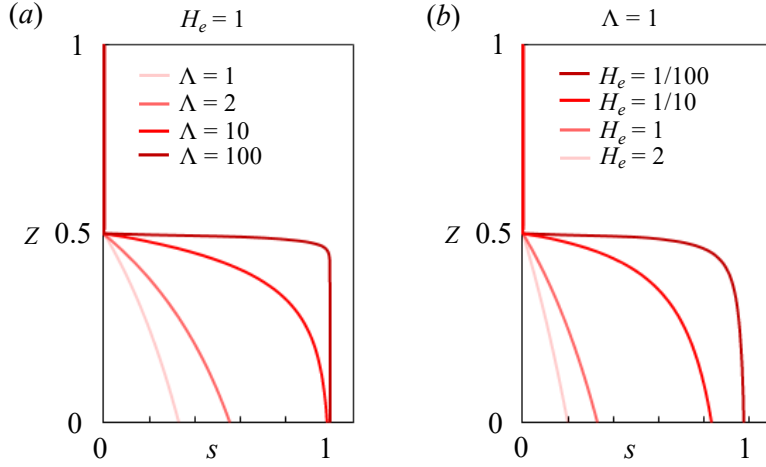 (a)
H_e = 1
1
Λ = 1
Λ = 2
Λ = 10
Λ = 100
Z
0.5
0
0
s
1
(b)
Λ = 1
1
H_e = 1/100
H_e = 1/10
H_e = 1
H_e = 2
Z
0.5
0
0
s
1